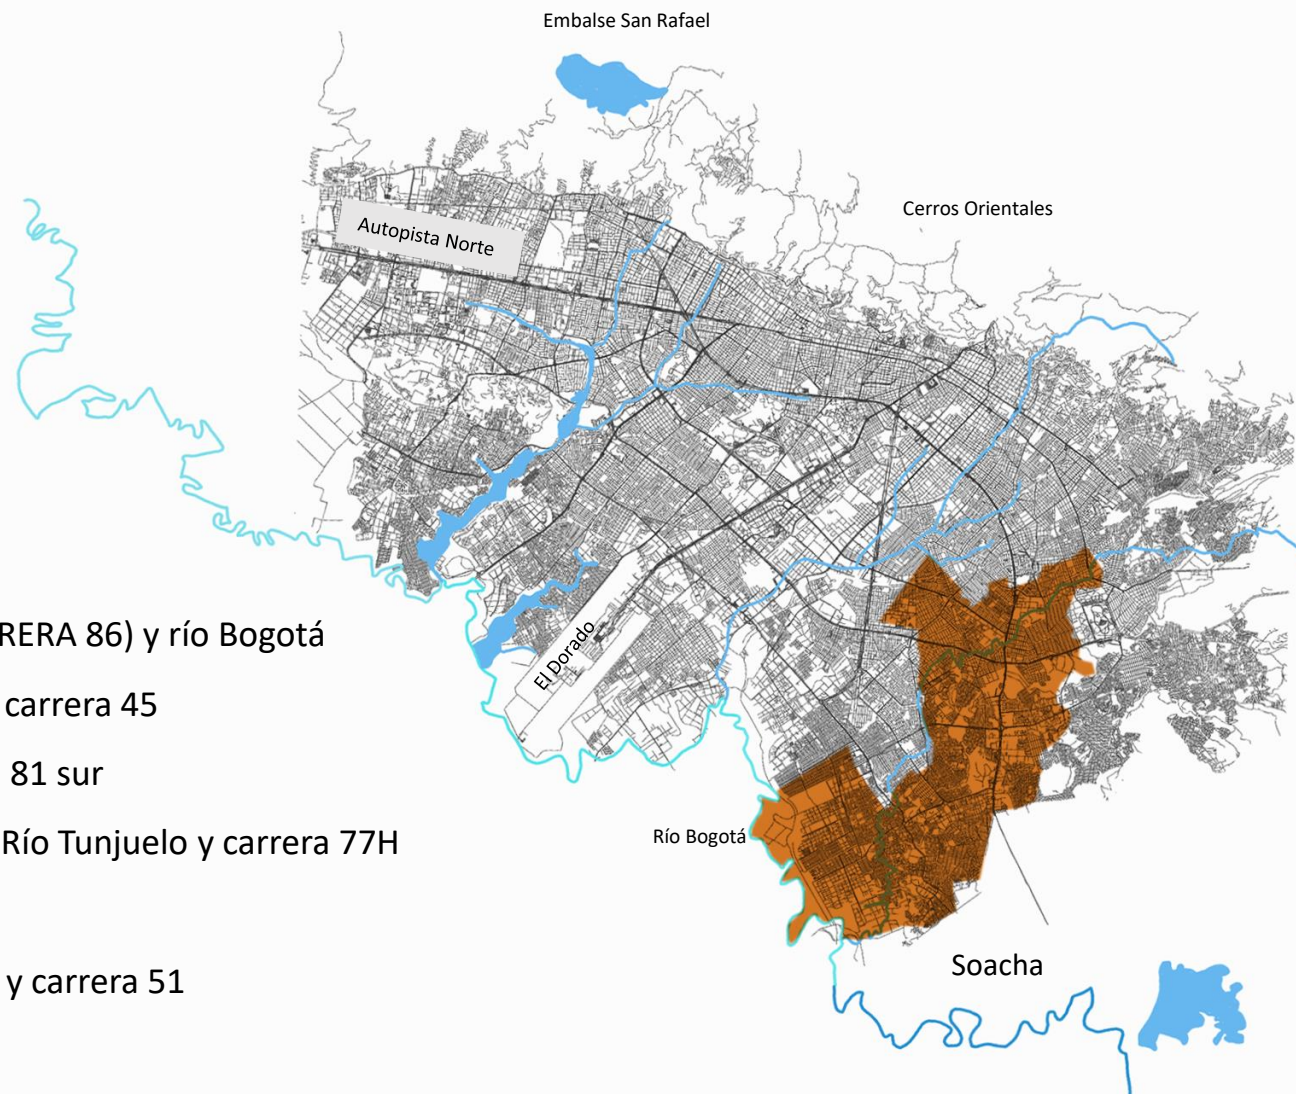 Embalse San Rafael
Cerros Orientales
Autopista Norte
RERA 86) y río Bogotá
El Dorado
carrera 45
81 sur
Río Tunjuelo y carrera 77H
Río Bogotá
Soacha
y carrera 51